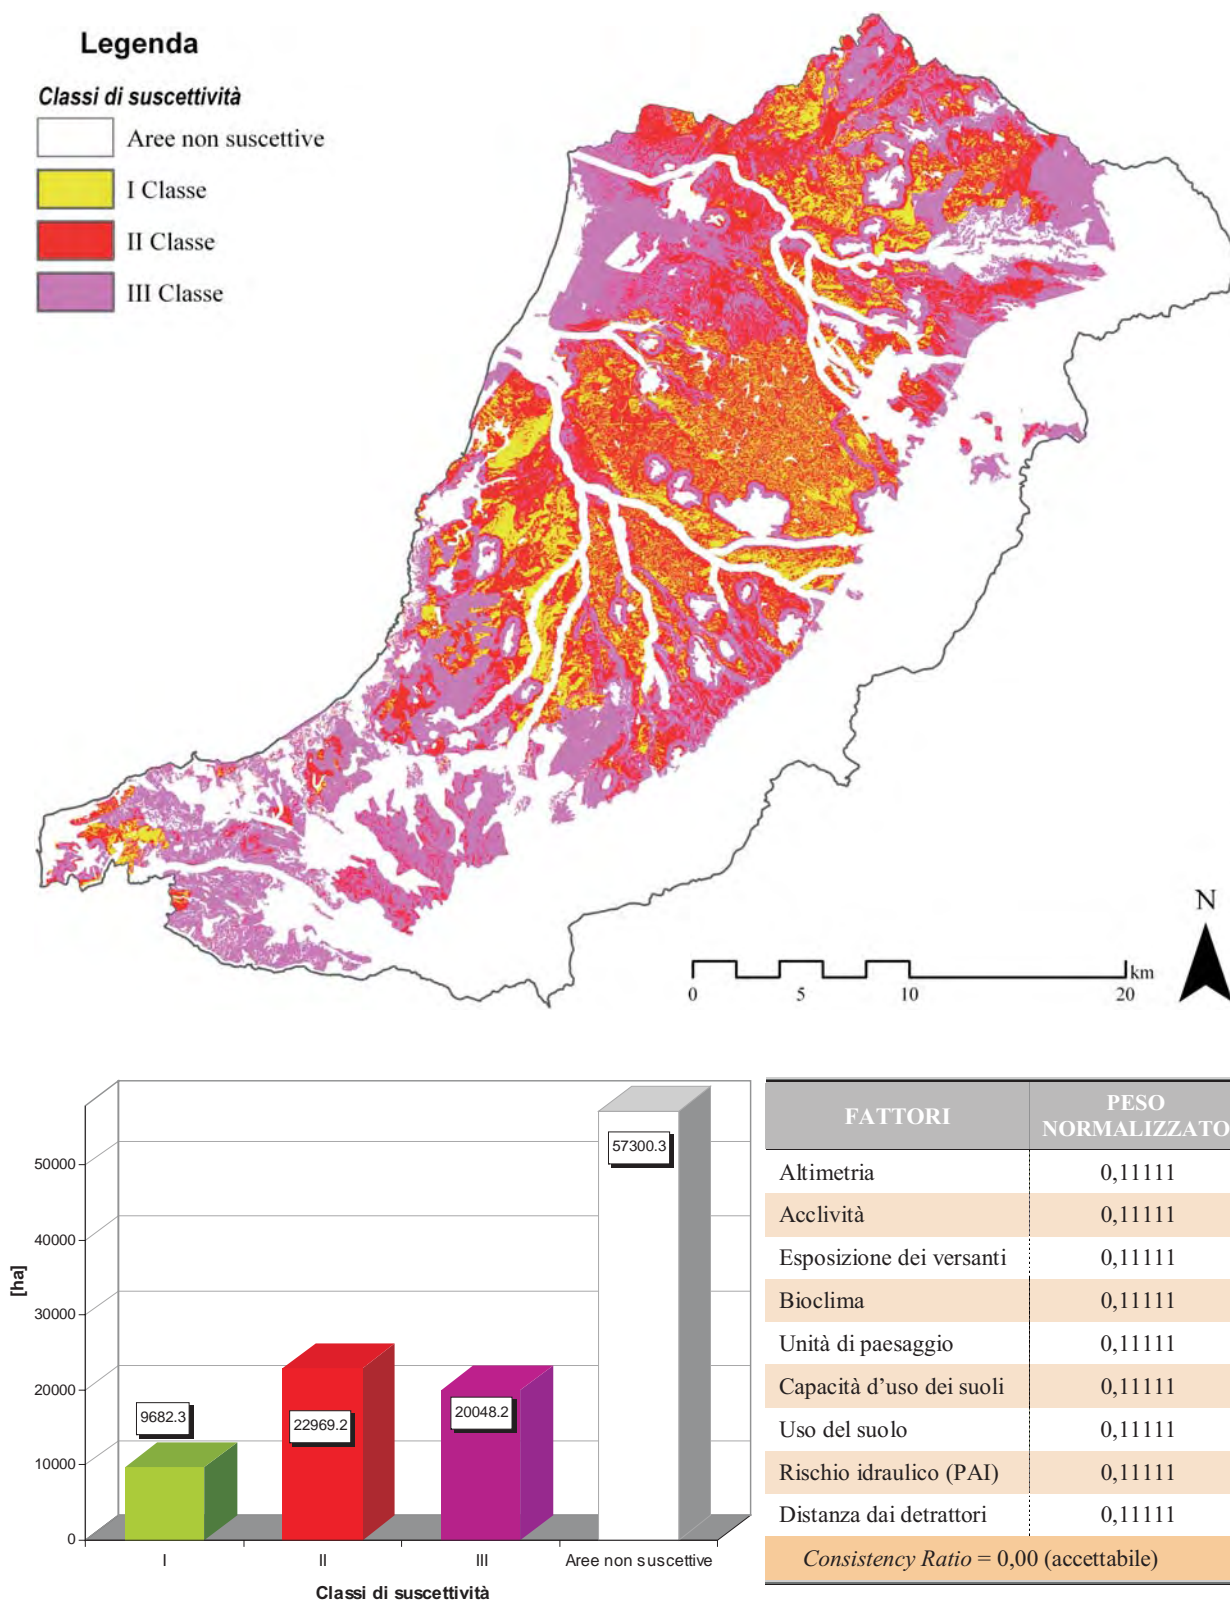 Legenda
Classi di suscettività
Aree non suscettive
I Classe
II Classe
III Classe
N
km
0
5
10
20
[ha]
50000
40000
30000
20000
10000
0
9682.3
22969.2
20048.2
57300.3
I
II
III
Aree non suscettive
Classi di suscettività
FATTORI
PESO
NORMALIZZATO
Altimetria
0,11111
Acclività
0,11111
Esposizione dei versanti
0,11111
Bioclima
0,11111
Unità di paesaggio
0,11111
Capacità d’uso dei suoli
0,11111
Uso del suolo
0,11111
Rischio idraulico (PAI)
0,11111
Distanza dai detrattori
0,11111
Consistency Ratio = 0,00 (accettabile)